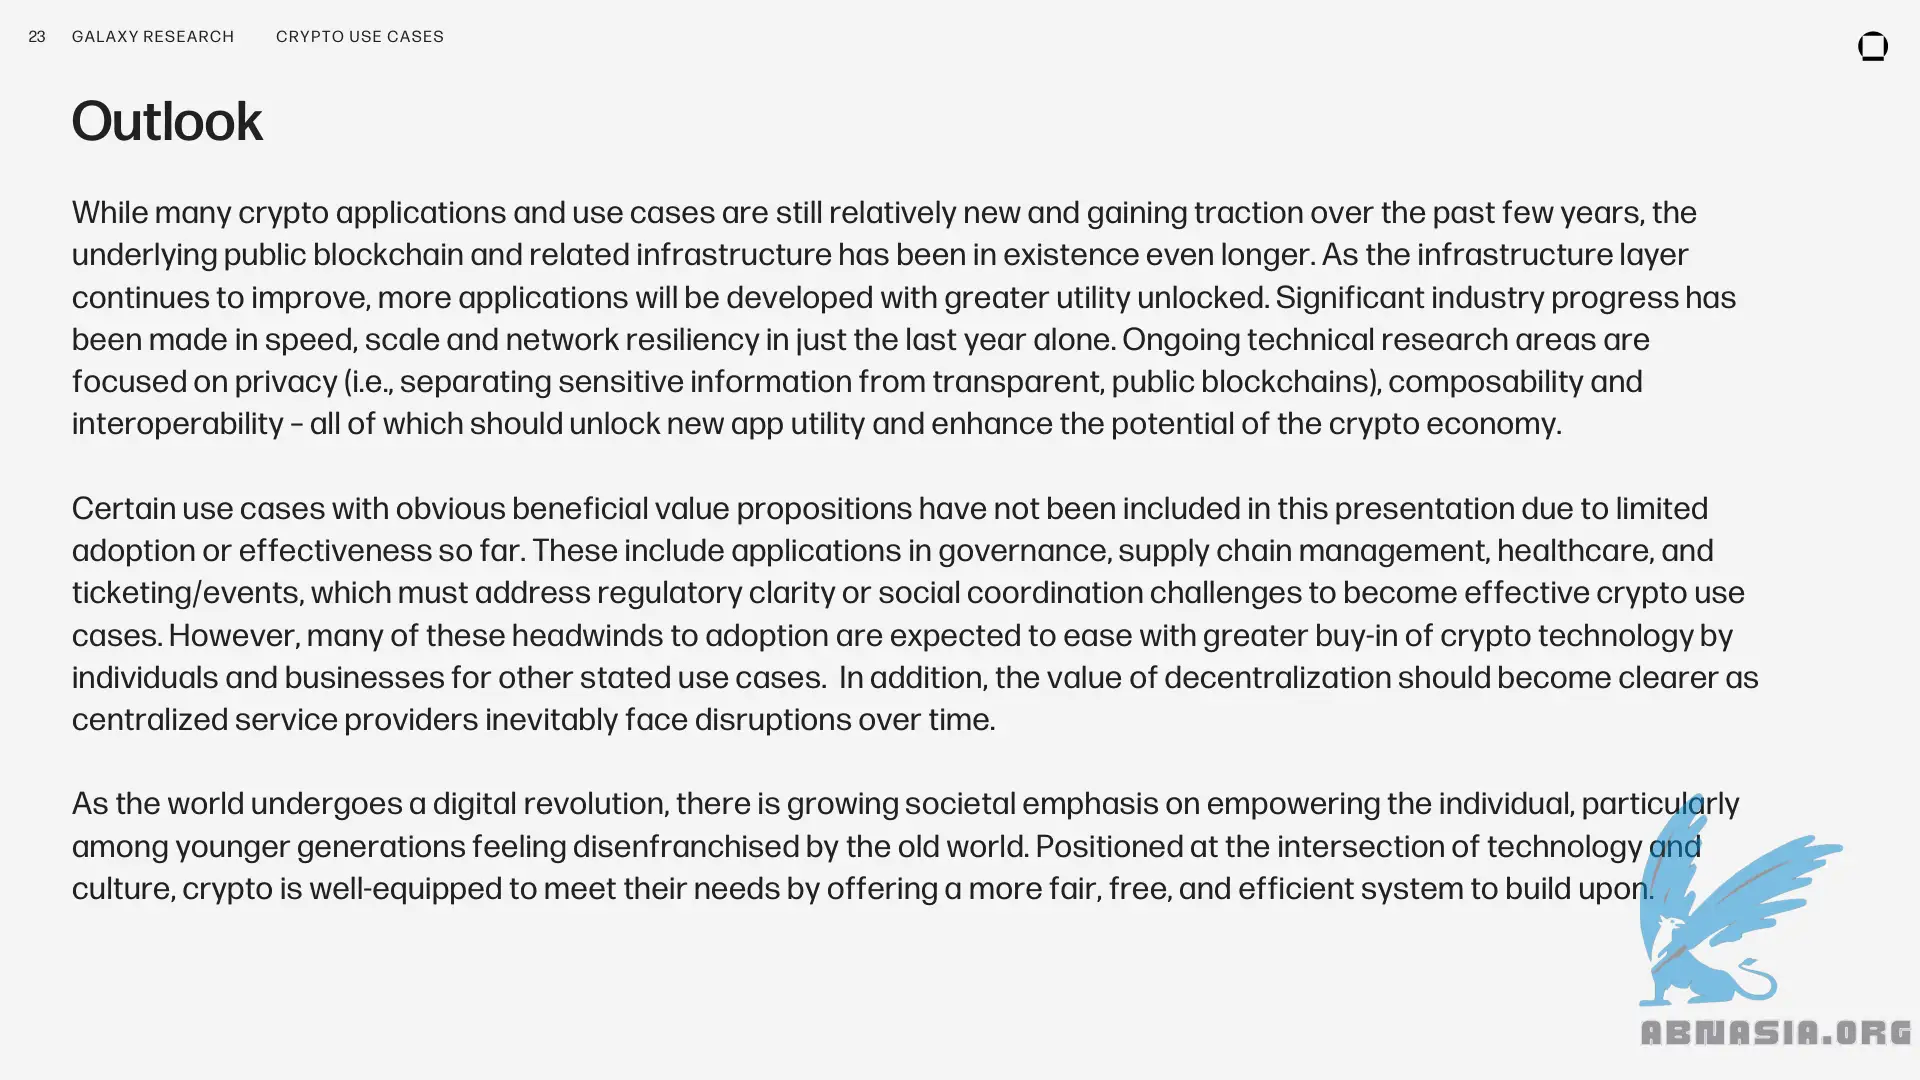 23 GALAXY RESEARCH CRYPTO USE CASES
Outlook
While many crypto applications and use cases are still relatively new and gaining traction over the past few years, the
underlying public blockchain and related infrastructure has been in existence even longer. As the infrastructure layer
continues to improve, more applications will be developed with greater utility unlocked. Significant industry progress has
been made in speed, scale and network resiliency in just the last year alone. Ongoing technical research areas are
focused on privacy (i.e., separating sensitive information from transparent, public blockchains), composability and
interoperability – all of which should unlock new app utility and enhance the potential of the crypto economy.
Certain use cases with obvious beneficial value propositions have not been included in this presentation due to limited
adoption or effectiveness so far. These include applications in governance, supply chain management, healthcare, and
ticketing/events, which must address regulatory clarity or social coordination challenges to become effective crypto use
cases. However, many of these headwinds to adoption are expected to ease with greater buy-in of crypto technology by
individuals and businesses for other stated use cases.  In addition, the value of decentralization should become clearer as
centralized service providers inevitably face disruptions over time.
As the world undergoes a digital revolution, there is growing societal emphasis on empowering the individual, particularly
among younger generations feeling disenfranchised by the old world. Positioned at the intersection of technology and
culture, crypto is well-equipped to meet their needs by offering a more fair, free, and efficient system to build upon.
ABNASIA.ORG